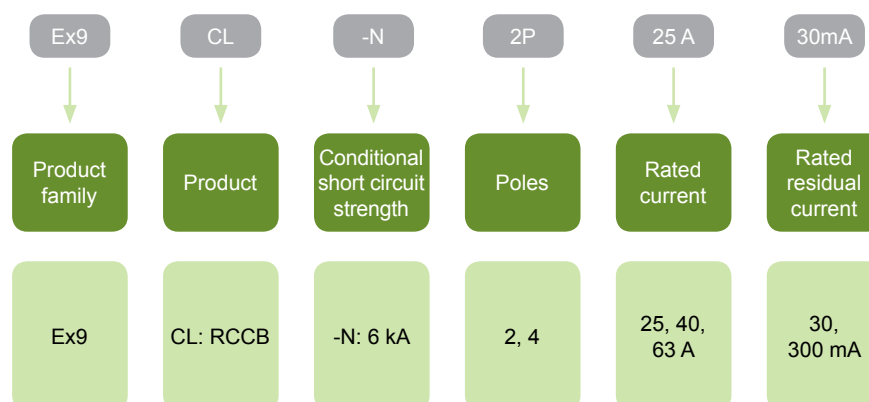 Ex9
CL
-N
2P
25 A
30mA
Product
family
Product
Conditional
short circuit
strength
Poles
Rated
current
Rated
residual
current
Ex9
CL: RCCB
-N: 6 kA
2, 4
25, 40,
63 A
30,
300 mA